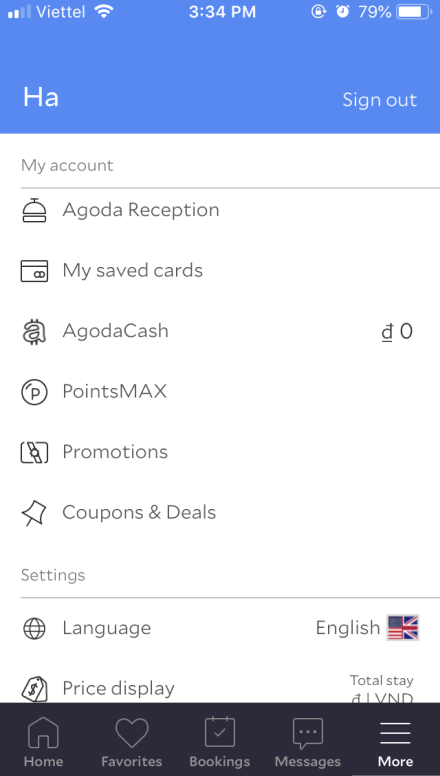 Viettel 3:34 PM 79%
Ha Sign out
My account
Agoda Reception
My saved cards
AgodaCash ₫ 0
PointsMAX
Promotions
Coupons & Deals
Settings
Language English
Price display Total stay
₫ | VND
Home Favorites Bookings Messages More